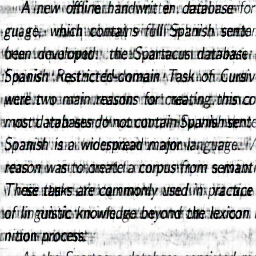 A new offline handwritten database for
guage, which contains full Spanish sente
been developed: the Spartacus database
Spanish Restricted-domain Task of Cursiv
were two main reasons for creating this co
most databases do not contain Spanish sent
Spanish is a widespread major language.
reason was to create a corpus from semant
These tasks are commonly used in practice
of linguistic knowledge beyond the lexicon
nition process.
As the Spartacus database consisted